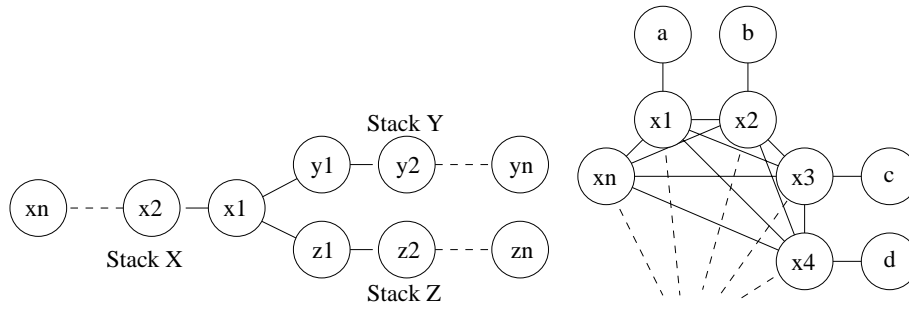 xn
x2
x1
Stack X
y1
Stack Y
y2
yn
z1
z2
Stack Z
zn
a
b
x1
x2
xn
x3
c
x4
d